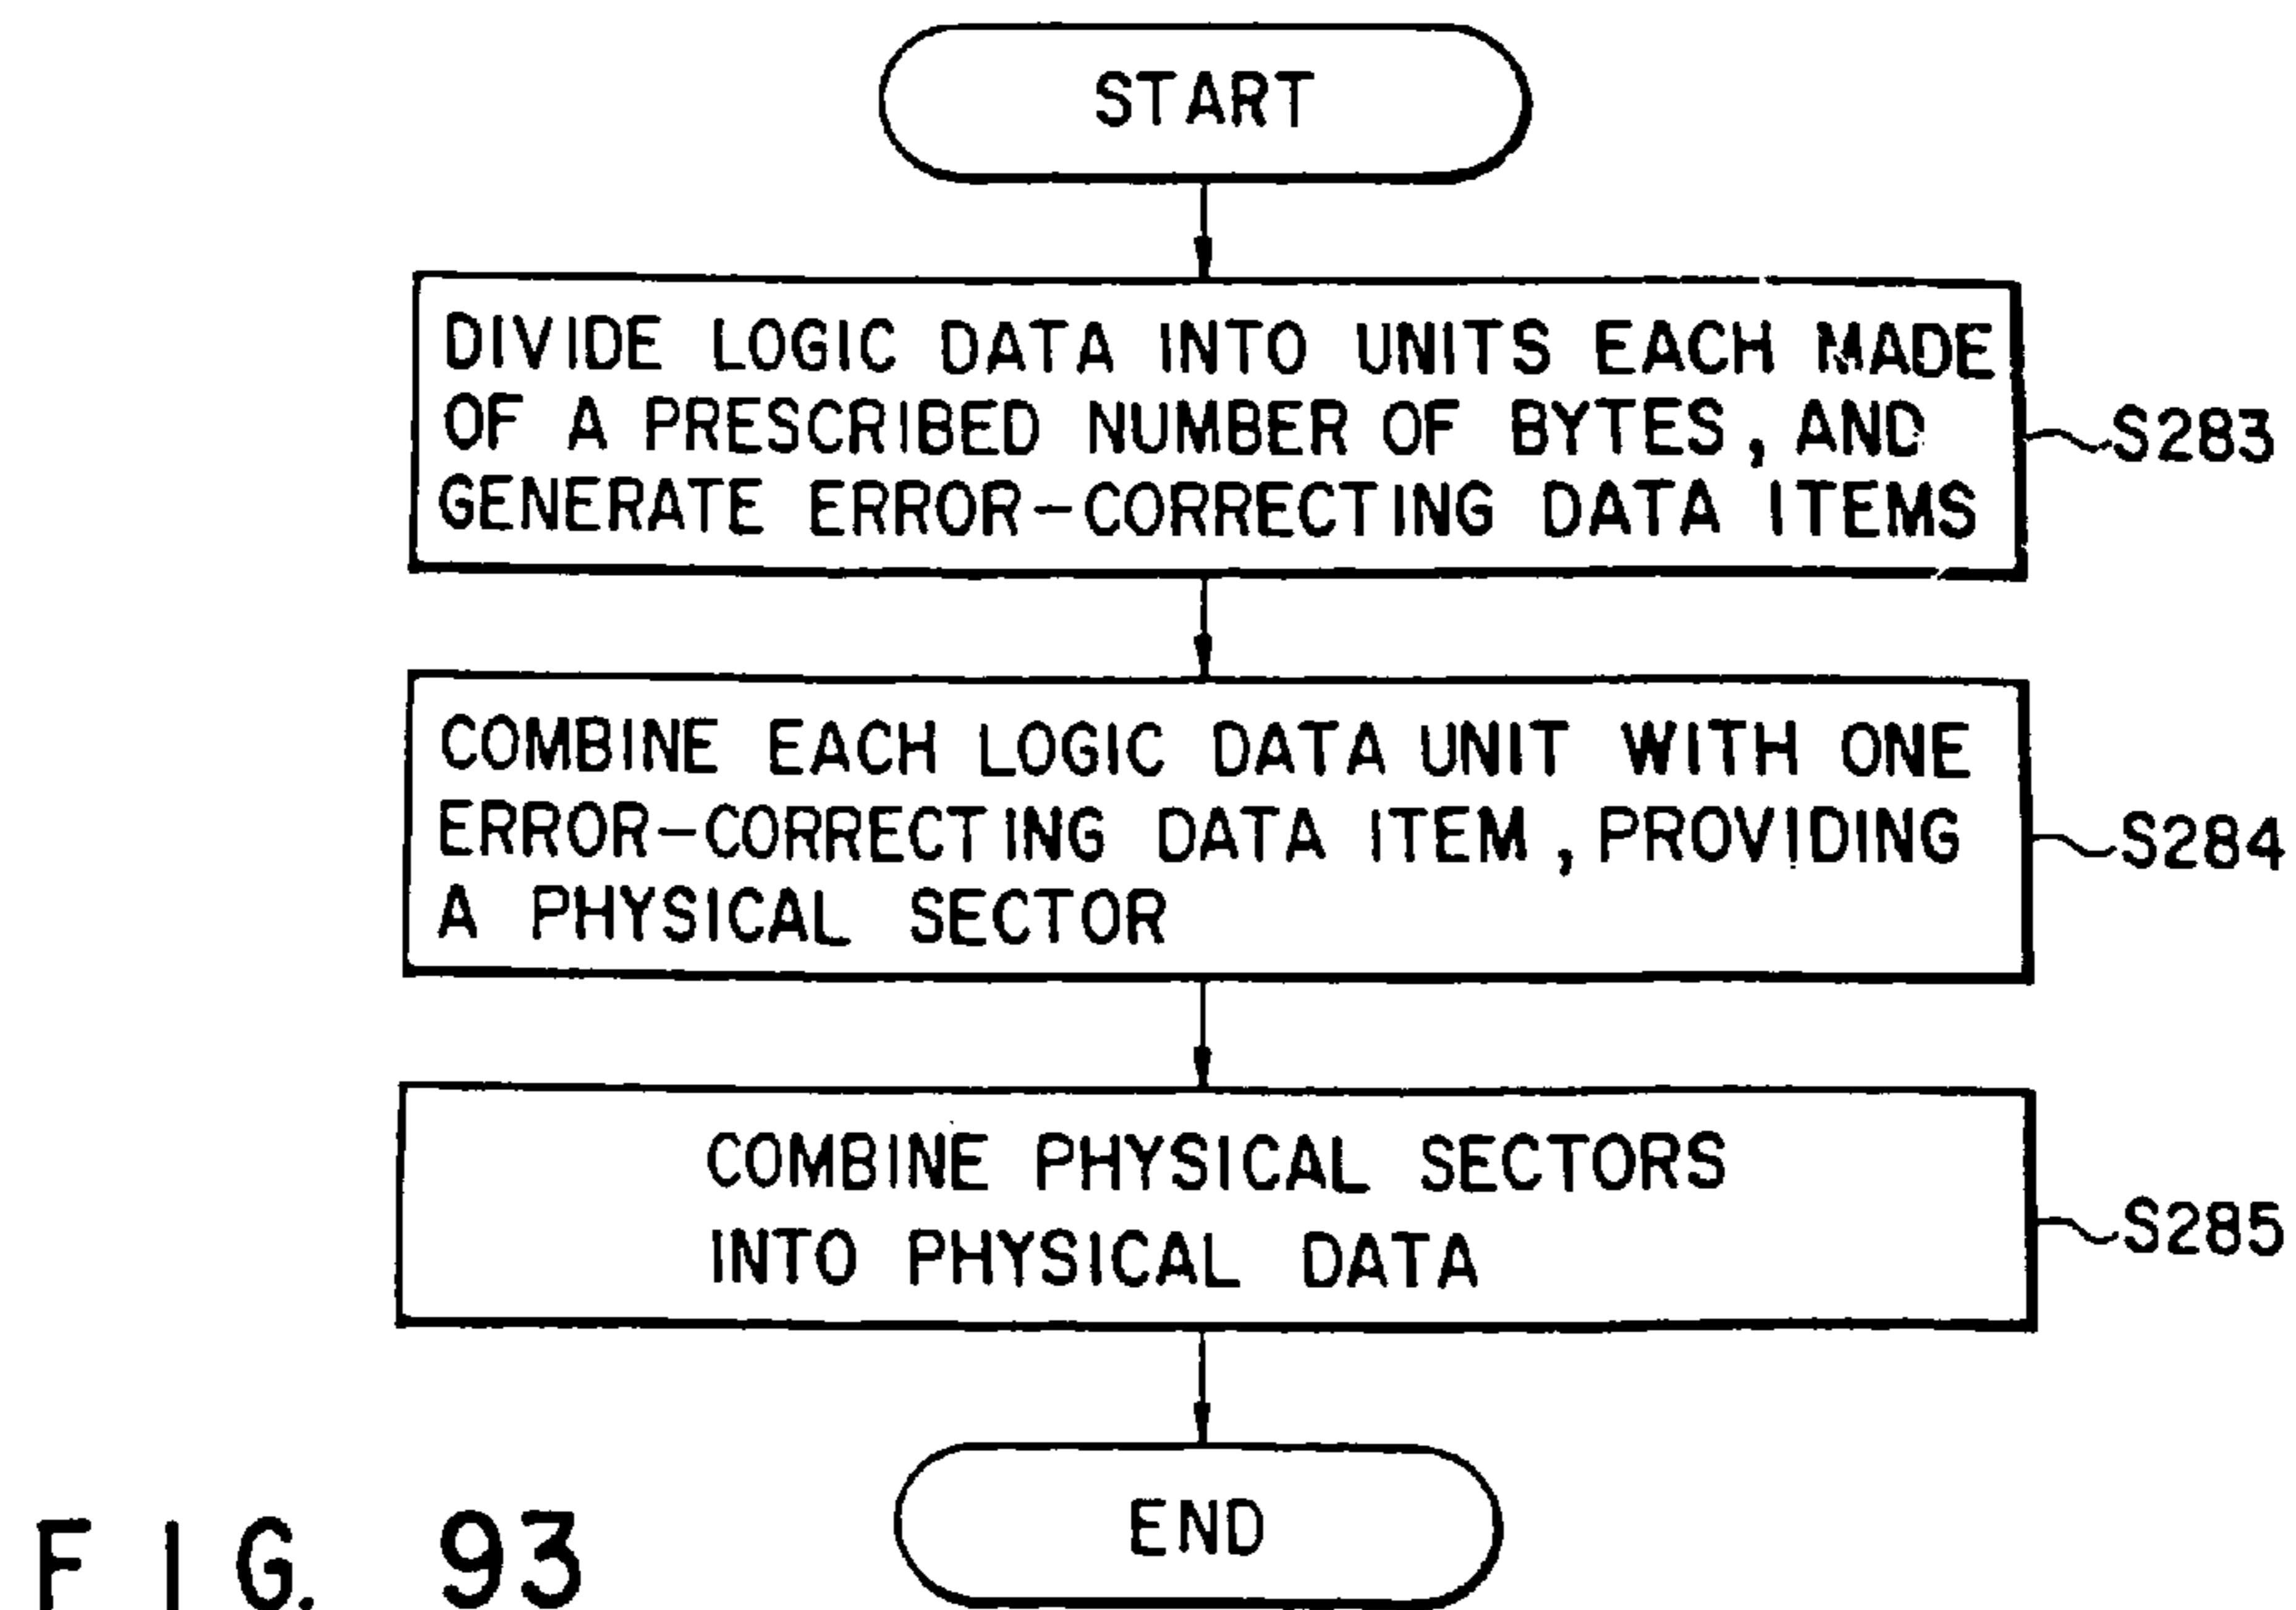 START
DIVIDE LOGIC DATA INTO UNITS EACH MADE
OF A PRESCRIBED NUMBER OF BYTES, AND
GENERATE ERROR-CORRECTING DATA ITEMS
S283
COMBINE EACH LOGIC DATA UNIT WITH ONE
ERROR-CORRECTING DATA ITEM, PROVIDING
A PHYSICAL SECTOR
S284
COMBINE PHYSICAL SECTORS
INTO PHYSICAL DATA
S285
END
FIG. 93